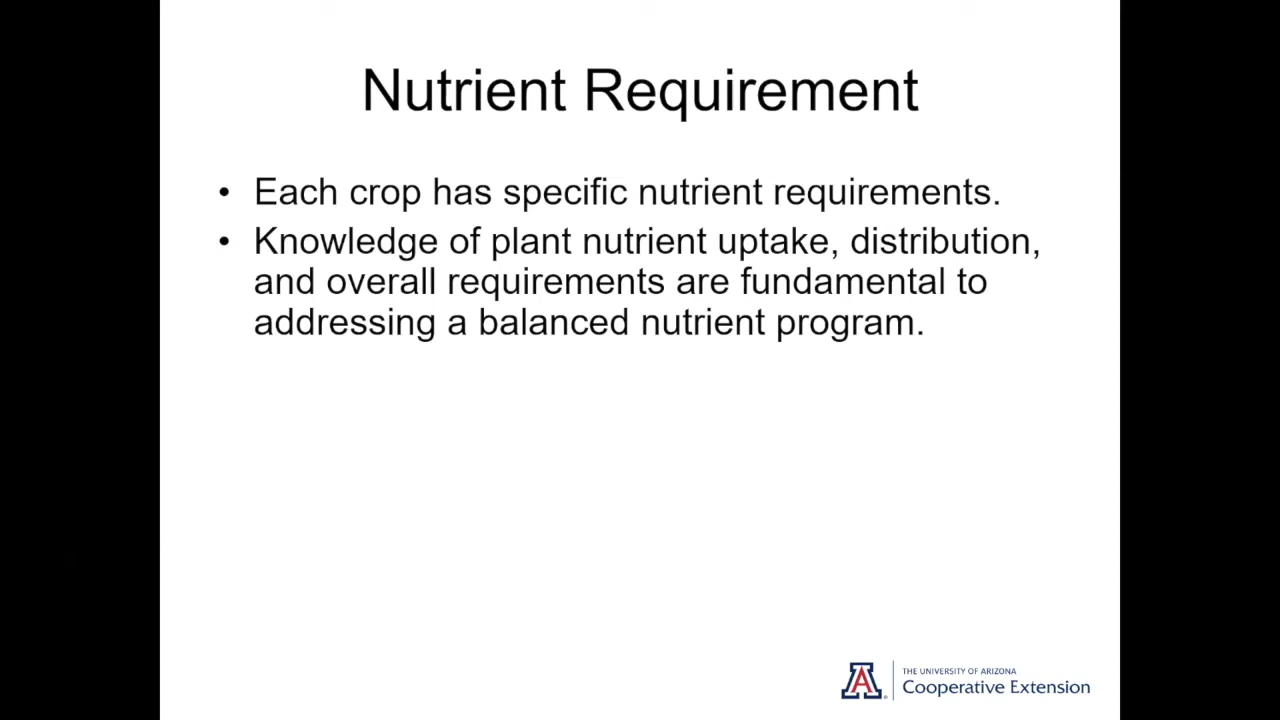 Nutrient Requirement
• Each crop has specific nutrient requirements.
• Knowledge of plant nutrient uptake, distribution,
and overall requirements are fundamental to
addressing a balanced nutrient program.
A
THE UNIVERSITY OF ARIZONA
Cooperative Extension